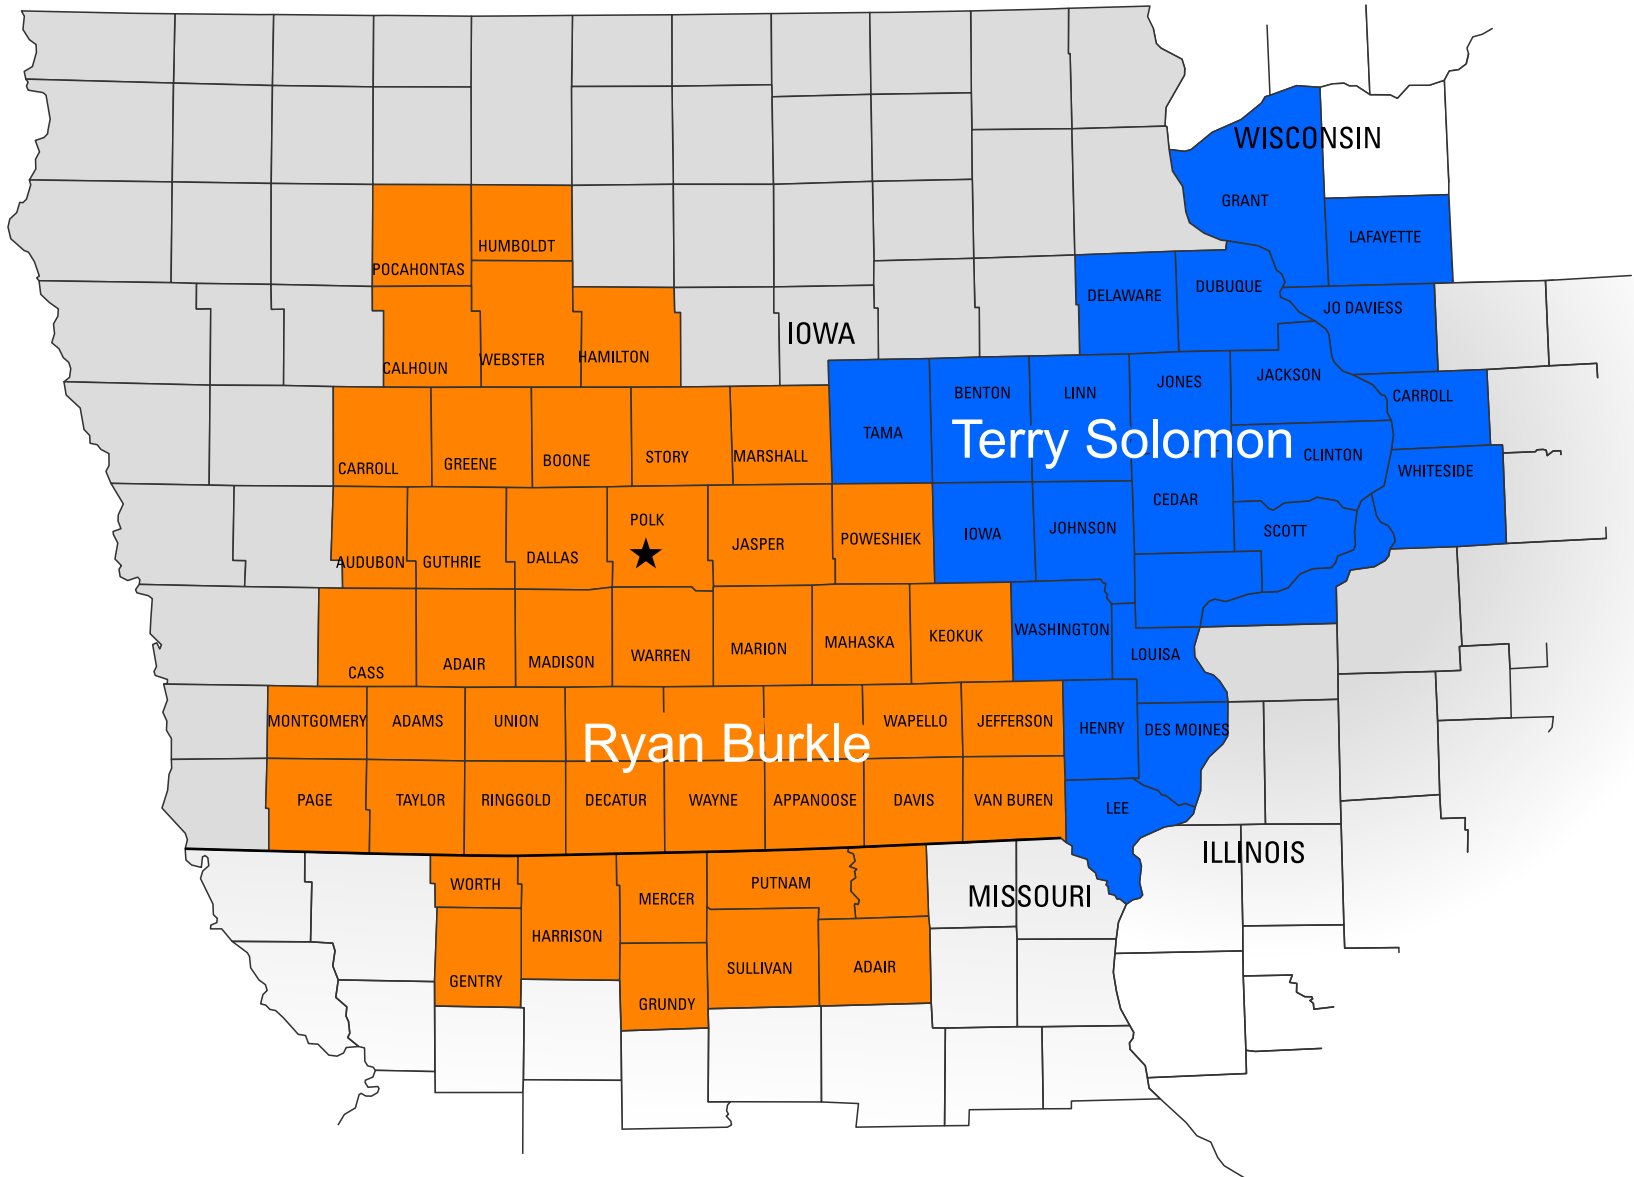 WISCONSIN
GRANT
LAFAYETTE
HUMBOLDT
POCAHONTAS
DELAWARE
DUBUQUE
JO DAVIESS
IOWA
CALHOUN
WEBSTER
HAMILTON
BENTON
LINN
JONES
JACKSON
CARROLL
TAMA
Terry Solomon
CARROLL
GREENE
BOONE
STORY
MARSHALL
CLINTON
WHITESIDE
CEDAR
POLK
AUDUBON
GUTHRIE
DALLAS
JASPER
POWESHIEK
IOWA
JOHNSON
SCOTT
CASS
ADAIR
MADISON
WARREN
MARION
MAHASKA
KEOKUK
WASHINGTON
LOUISA
MONTGOMERY
ADAMS
UNION
Ryan Burkle
WAPELLO
JEFFERSON
HENRY
DES MOINES
PAGE
TAYLOR
RINGGOLD
DECATUR
WAYNE
APPANOOSE
DAVIS
VAN BUREN
LEE
ILLINOIS
WORTH
MERCER
PUTNAM
MISSOURI
HARRISON
GENTRY
GRUNDY
SULLIVAN
ADAIR